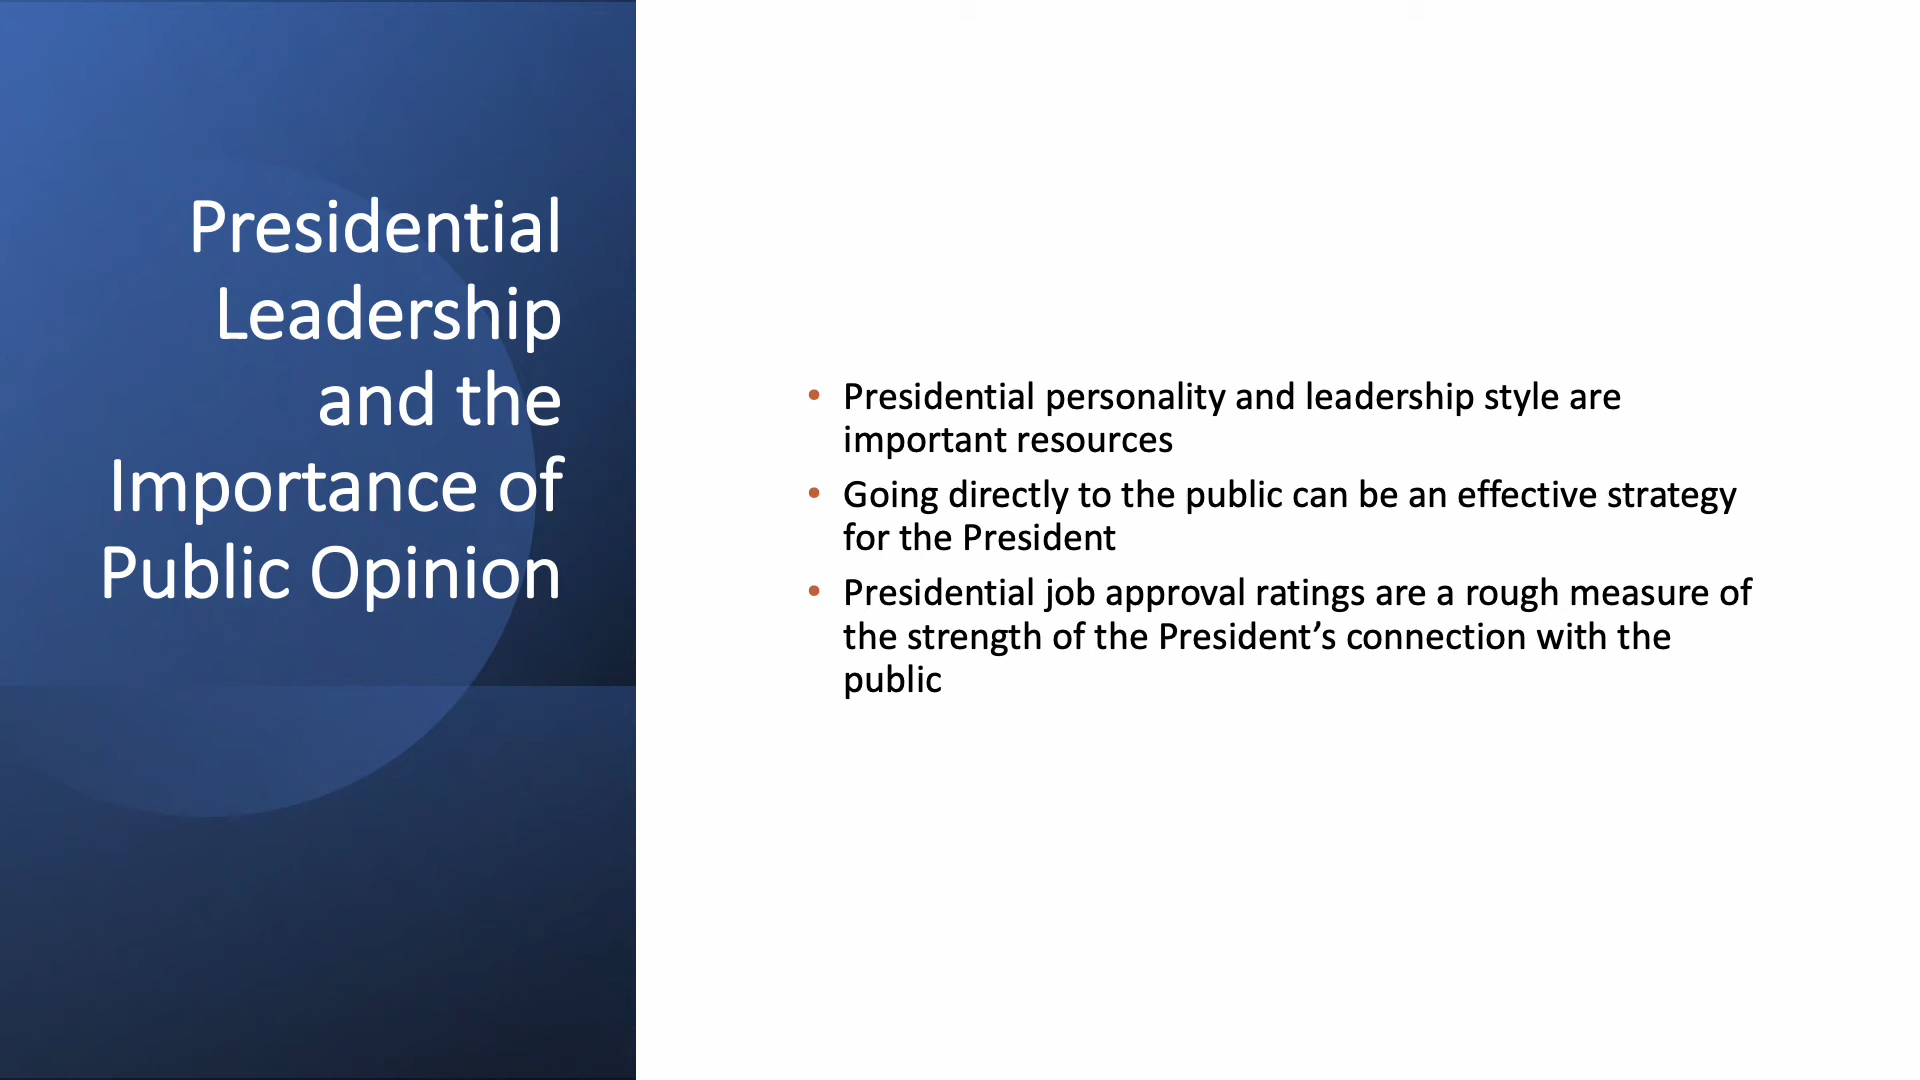 Presidential
Leadership
and the
Importance of
Public Opinion
• Presidential personality and leadership style are
important resources
• Going directly to the public can be an effective strategy
for the President
• Presidential job approval ratings are a rough measure of
the strength of the President’s connection with the
public